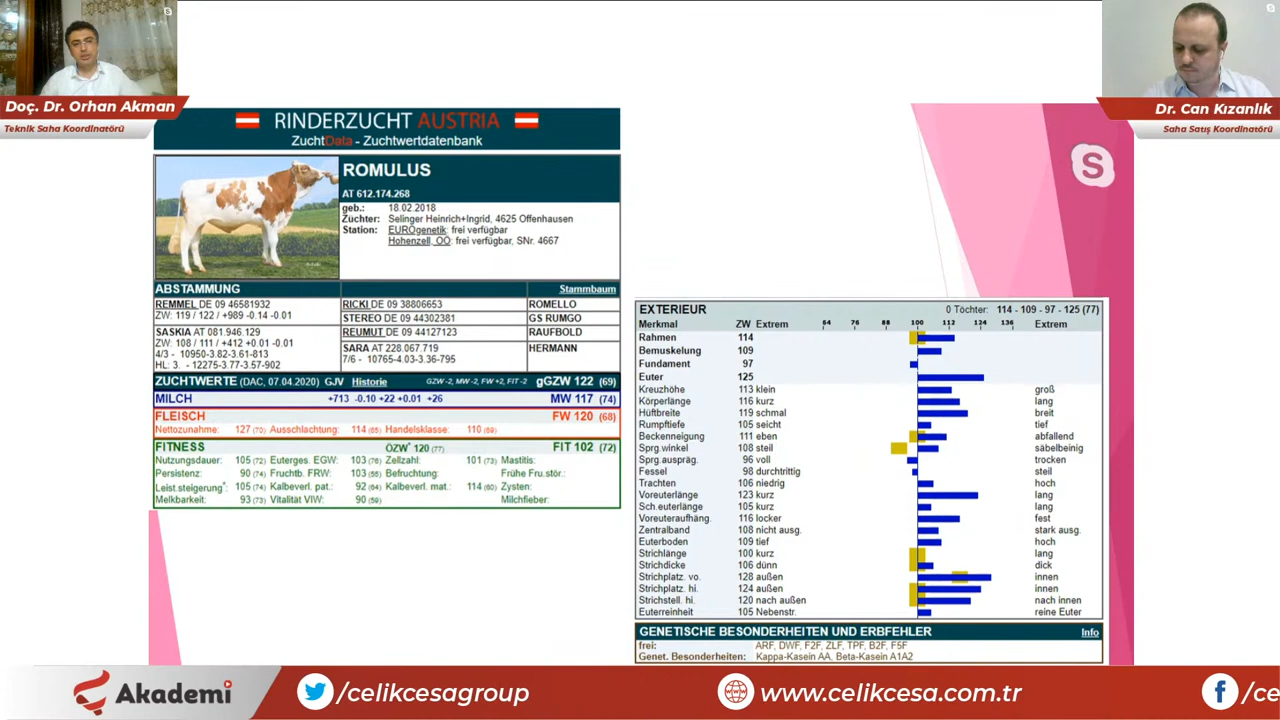 Doç. Dr. Orhan Akman
Teknik Saha Koordinatörü
Dr. Can Kızanlık
Saha Satış Koordinatörü
RINDERZUCHT AUSTRIA
ZuchtData - Zuchtwertdatenbank
ROMULUS
AT 612.174.268
geb.: 18.02.2018
Züchter: Selinger Heinrich+Ingrid, 4625 Offenhausen
Station: EUROgenetik: frei verfügbar
Hohenzell, OÖ: frei verfügbar, SNr. 4667
ABSTAMMUNG Stammbaum
REMMEL DE 09 46581932 RICKI DE 09 38806653 ROMELLO
ZW: 119 / 122 / +989 -0.14 -0.01 STEREO DE 09 44302381 GS RUMGO
SASKIA AT 081.946.129 REUMUT DE 09 44127123 RAUFBOLD
ZW: 108 / 111 / +412 +0.01 -0.01 SARA AT 228.067.719 HERMANN
4/3 - 10950-3.82-3.61-813 7/6 - 10765-4.03-3.36-795
HL: 3. - 12275-3.77-3.57-902
ZUCHTWERTE (DAC, 07.04.2020) GJV Historie GZW -2, MW -2, FW +2, FIT -2 gGZW 122 (69)
MILCH +713 -0.10 +22 +0.01 +26 MW 117 (74)
FLEISCH FW 120 (68)
Nettozunahme: 127 (70) Ausschlachtung: 114 (65) Handelsklasse: 110 (69)
FITNESS ÖZW* 120 (77) FIT 102 (72)
Nutzungsdauer: 105 (72) Euterges. EGW: 103 (76) Zellzahl: 101 (73) Mastitis:
Persistenz: 90 (74) Fruchtb. FRW: 103 (55) Befruchtung: Frühe Fru.stör.:
Leist.steigerung*: 105 (74) Kalbeverl. pat.: 92 (64) Kalbeverl. mat.: 114 (60) Zysten:
Melkbarkeit: 93 (73) Vitalität VIW: 90 (59) Milchfieber:
EXTERIEUR 0 Töchter: 114 - 109 - 97 - 125 (77)
Merkmal ZW Extrem 64 76 88 100 112 124 136 Extrem
Rahmen 114
Bemuskelung 109
Fundament 97
Euter 125
Kreuzhöhe 113 klein groß
Körperlänge 116 kurz lang
Hüftbreite 119 schmal breit
Rumpftiefe 105 seicht tief
Beckenneigung 111 eben abfallend
Sprg.winkel 108 steil säbelbeinig
Sprg.auspräg. 96 voll trocken
Fessel 98 durchtrittig steil
Trachten 106 niedrig hoch
Voreuterlänge 123 kurz lang
Sch.euterlänge 105 kurz lang
Voreuteraufhäng. 116 locker fest
Zentralband 108 nicht ausg. stark ausg.
Euterboden 109 tief hoch
Strichlänge 100 kurz lang
Strichdicke 106 dünn dick
Strichplatz. vo. 128 außen innen
Strichplatz. hi. 124 außen innen
Strichstell. hi. 120 nach außen nach innen
Euterreinheit 105 Nebenstr. reine Euter
GENETISCHE BESONDERHEITEN UND ERBFEHLER Info
frei: ARF, DWF, F2F, ZLF, TPF, B2F, F5F
Genet. Besonderheiten: Kappa-Kasein AA, Beta-Kasein A1A2
Akademi /celikcesagroup www.celikcesa.com.tr /ce